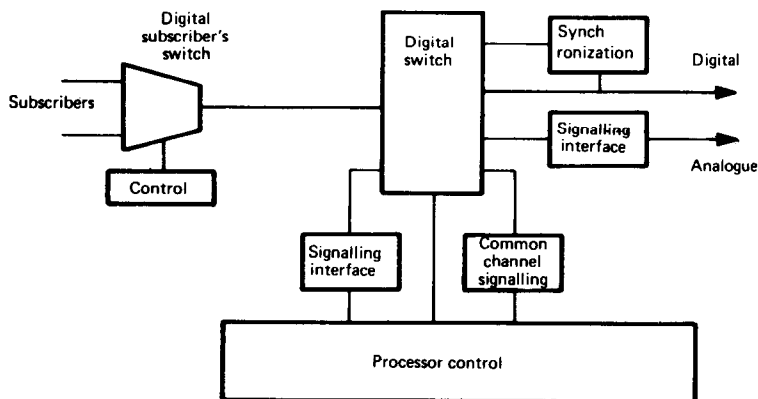 Digital
subscriber's
switch
Subscribers
Control
Digital
switch
Synch
ronization
Digital
Signalling
interface
Analogue
Signalling
interface
Common
channel
signalling
Processor control